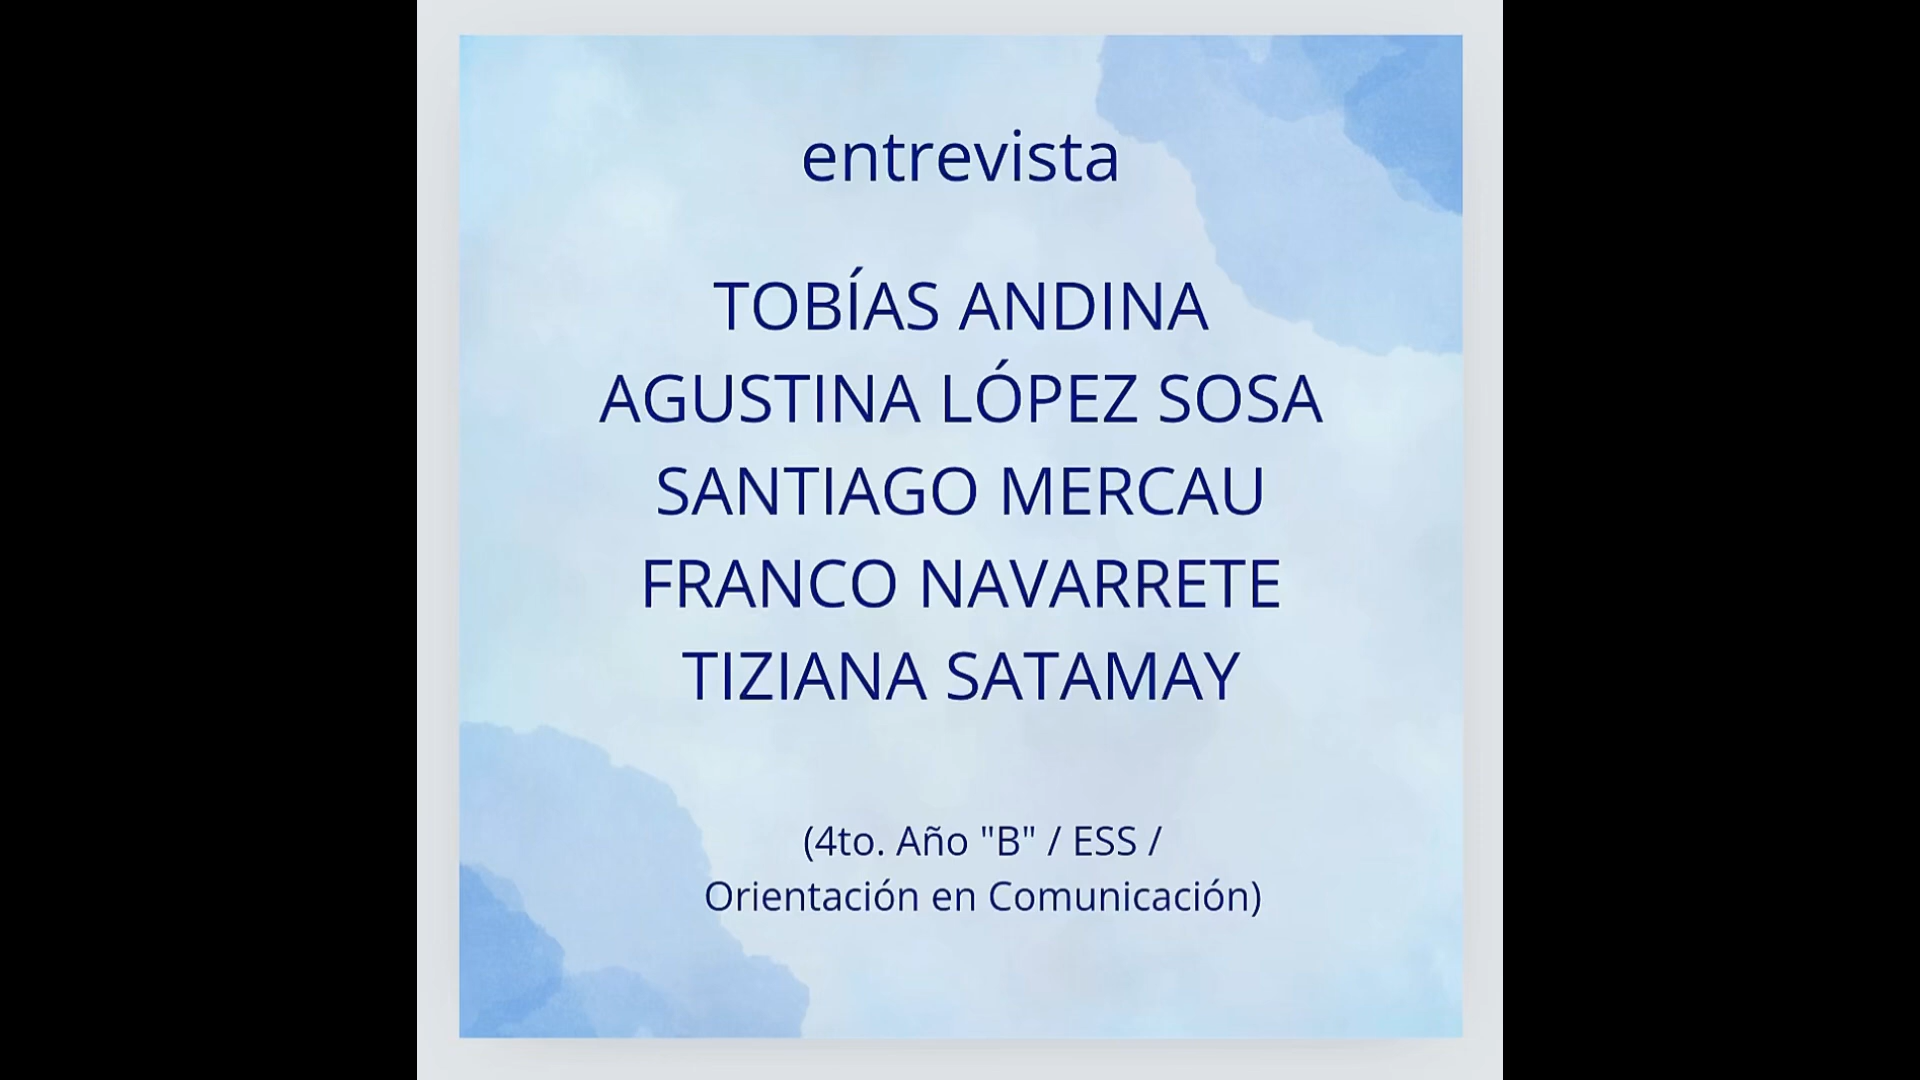 entrevista
TOBÍAS ANDINA
AGUSTINA LÓPEZ SOSA
SANTIAGO MERCAU
FRANCO NAVARRETE
TIZIANA SATAMAY
(4to. Año "B" / ESS /
Orientación en Comunicación)